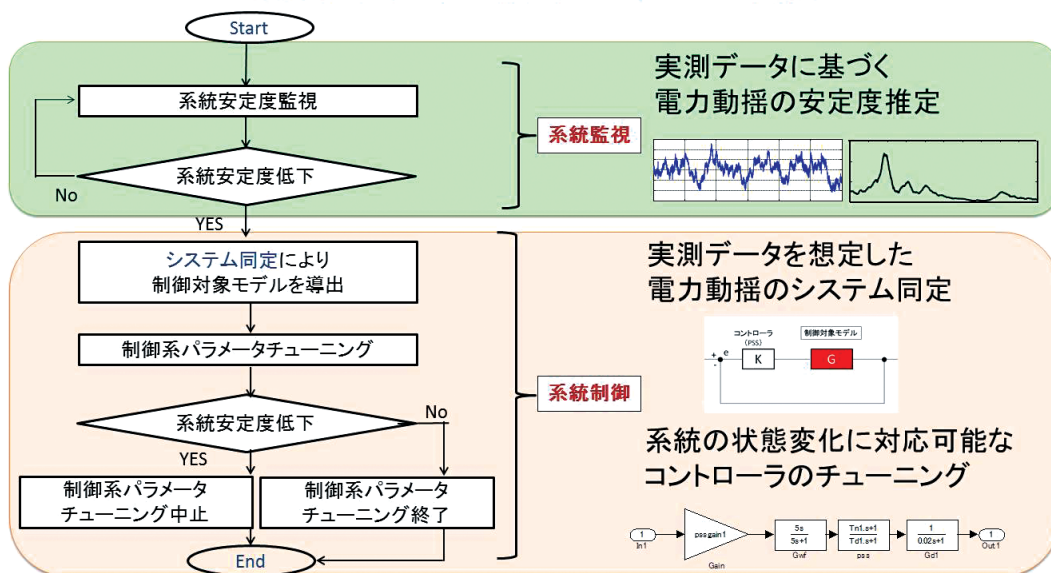 Start
系統安定度監視
系統安定度低下
No
YES
系統監視
実測データに基づく
電力動揺の安定度推定
システム同定により
制御対象モデルを導出
制御系パラメータチューニング
系統安定度低下
No
YES
制御系パラメータ
チューニング中止
制御系パラメータ
チューニング終了
End
系統制御
実測データを想定した
電力動揺のシステム同定
コントローラ
(PSS)
制御対象モデル
+
-
e
K
G
系統の状態変化に対応可能な
コントローラのチューニング
1
In1
pssgain1
Gain
5s
5s+1
Gwf
Tn1.s+1
Td1.s+1
pss
1
0.02s+1
Gd1
1
Out1